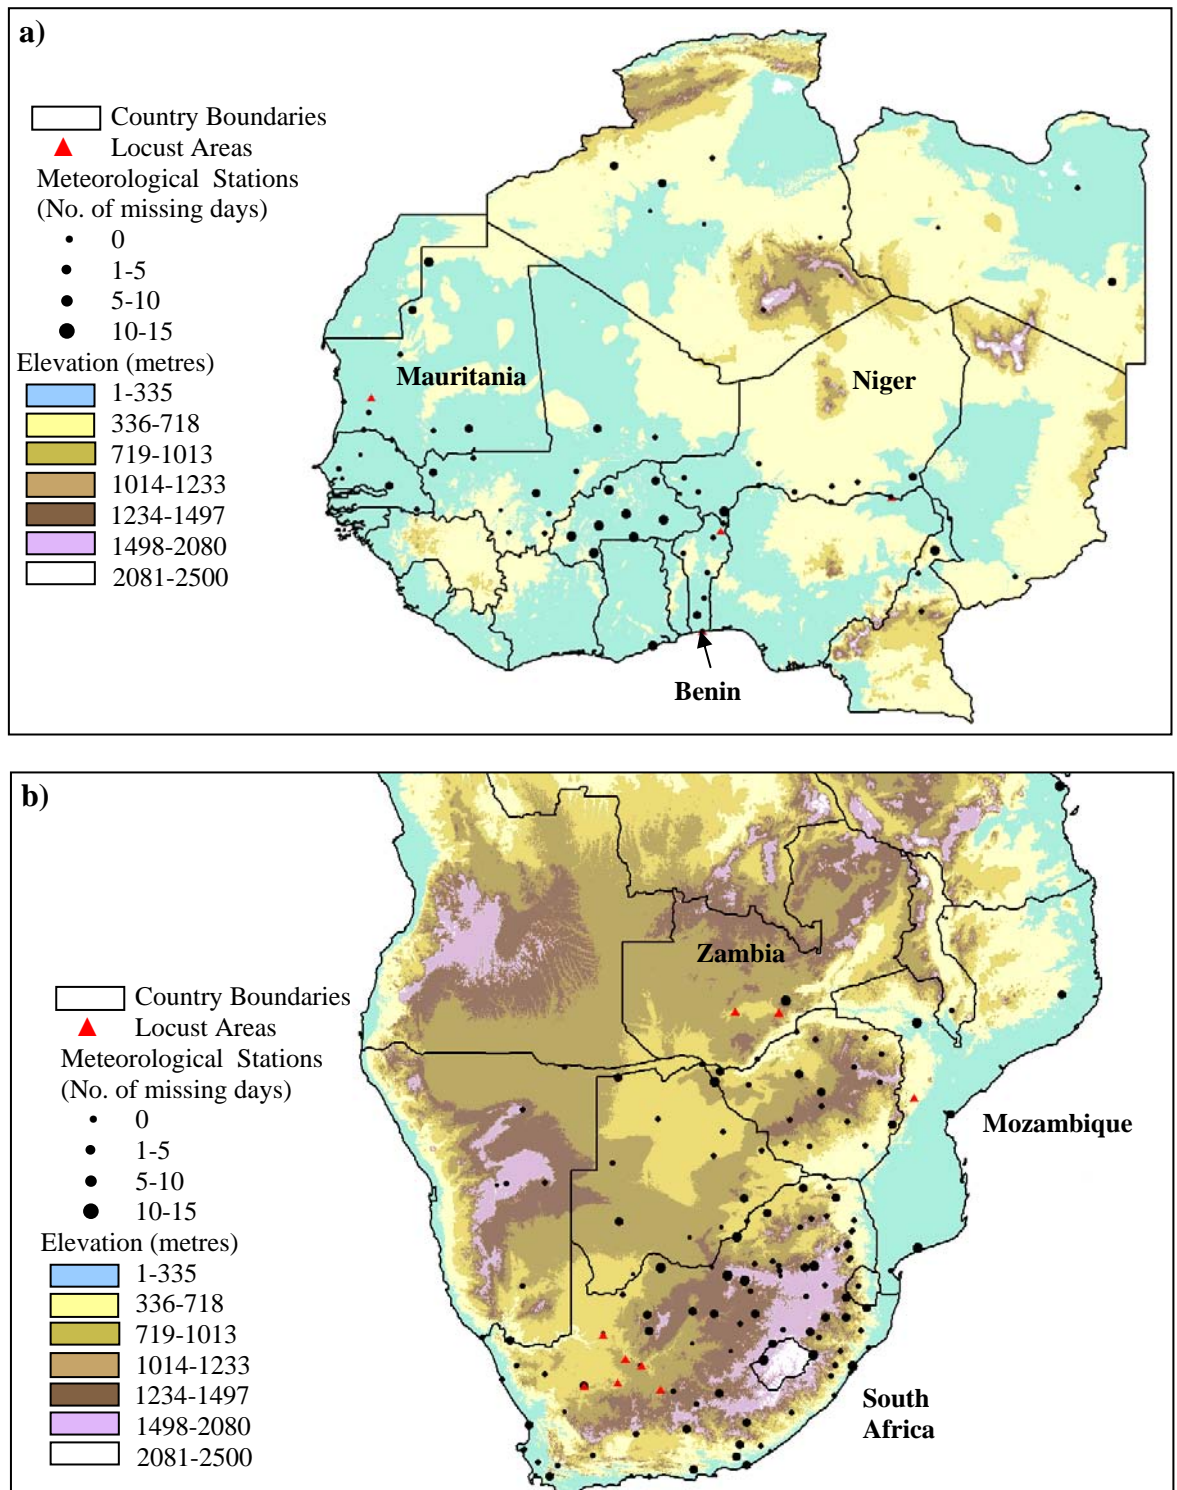 a)
Country Boundaries
Locust Areas
Meteorological Stations
(No. of missing days)
0
1-5
5-10
10-15
Elevation (metres)
1-335
336-718
719-1013
1014-1233
1234-1497
1498-2080
2081-2500
Mauritania
Niger
Benin
b)
Zambia
Country Boundaries
Locust Areas
Meteorological Stations
(No. of missing days)
0
1-5
5-10
10-15
Elevation (metres)
1-335
336-718
719-1013
1014-1233
1234-1497
1498-2080
2081-2500
Mozambique
South
Africa